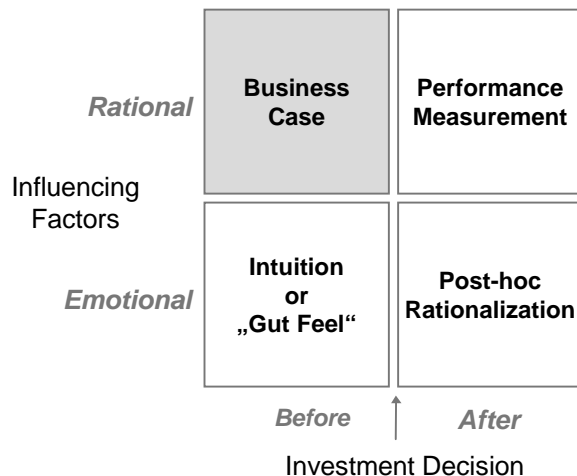 Business
Case
Performance
Measurement
Rational
Influencing
Factors
Intuition
or
„Gut Feel“
Post-hoc
Rationalization
Emotional
Before
After
Investment Decision